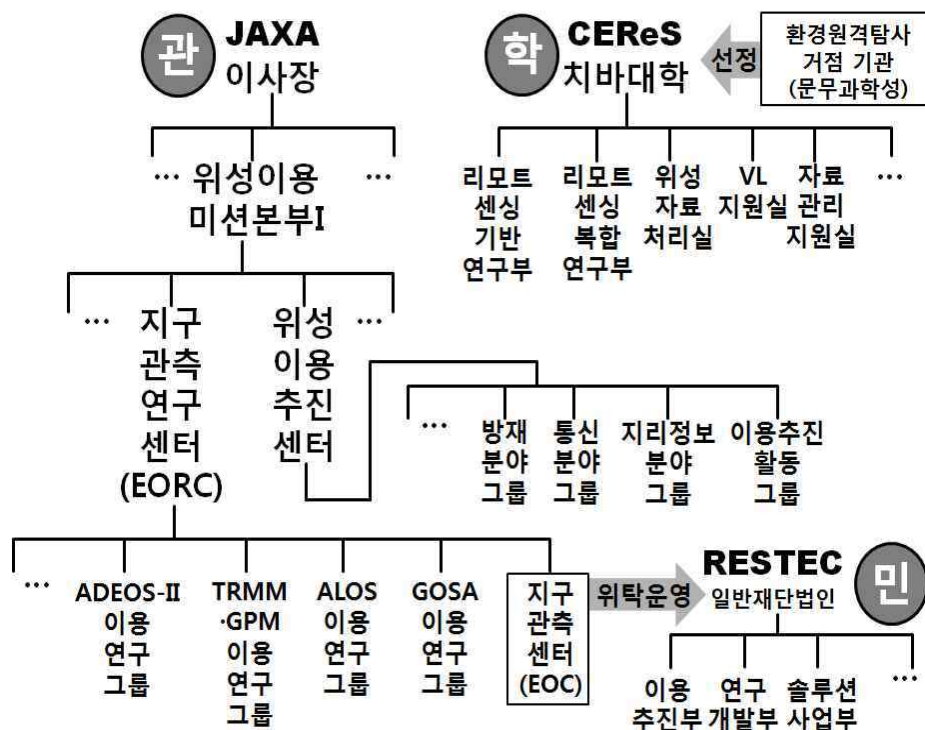 관
JAXA
이사장
학
CEReS
치바대학
선정
환경원격탐사
거점 기관
(문무과학성)
...
위성이용
미션본부I
...
리모트
센싱
기반
연구부
리모트
센싱
복합
연구부
위성
자료
처리실
VL
지원실
자료
관리
지원실
...
...
지구
관측
연구
센터
(EORC)
위성
이용
추진
센터
...
...
방재
분야
그룹
통신
분야
그룹
지리정보
분야
그룹
이용추진
활동
그룹
...
ADEOS-II
이용
연구
그룹
TRMM
·GPM
이용
연구
그룹
ALOS
이용
연구
그룹
GOSA
이용
연구
그룹
지구
관측
센터
(EOC)
위탁운영
RESTEC
일반재단법인
민
이용
추진부
연구
개발부
솔루션
사업부
...